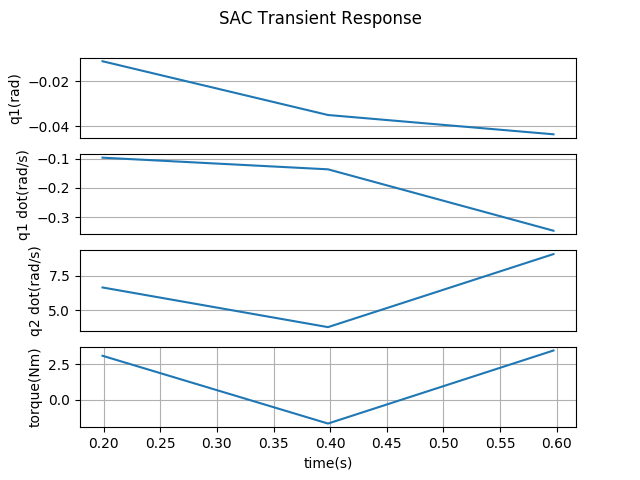 SAC Transient Response
q1(rad)
−0.02
−0.04
q1 dot(rad/s)
−0.1
−0.2
−0.3
q2 dot(rad/s)
7.5
5.0
torque(Nm)
2.5
0.0
0.20 0.25 0.30 0.35 0.40 0.45 0.50 0.55 0.60
time(s)